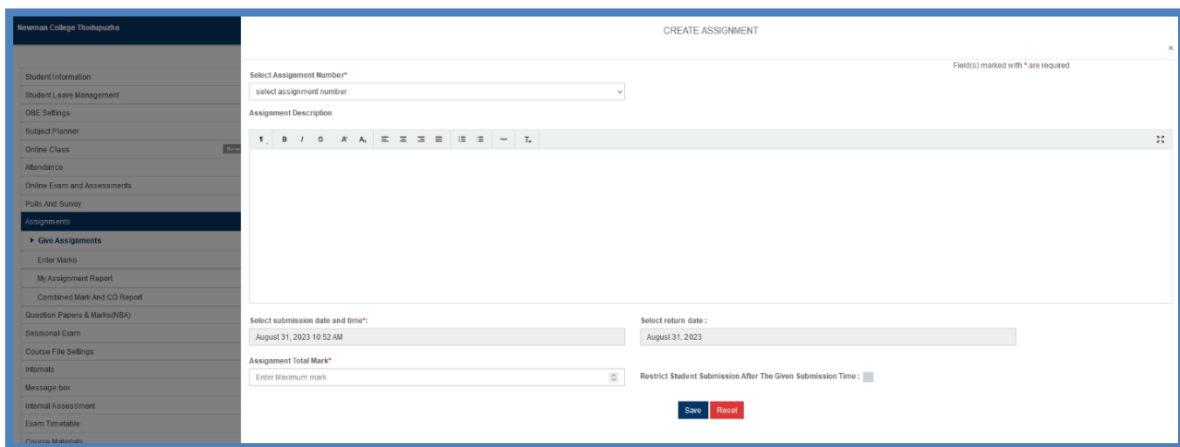 Newman College Thodupuzha
CREATE ASSIGNMENT
×
Field(s) marked with * are required
Student Information
Student Leave Management
OBE Settings
Subject Planner
Online Class
New
Attendance
Online Exam and Assessments
Polls And Survey
Assignments
Give Assignments
Enter Marks
My Assignment Report
Combined Mark And CO Report
Question Papers & Marks(NBA)
Sessional Exam
Course File Settings
Internals
Message box
Internal Assessment
Exam Timetable
Course Materials
Select Assignment Number*
select assignment number
Assignment Description
Select submission date and time*:
Select return date :
August 31, 2023 10:52 AM
August 31, 2023
Assignment Total Mark*
Enter Maximum mark
Restrict Student Submission After The Given Submission Time :
Save Reset